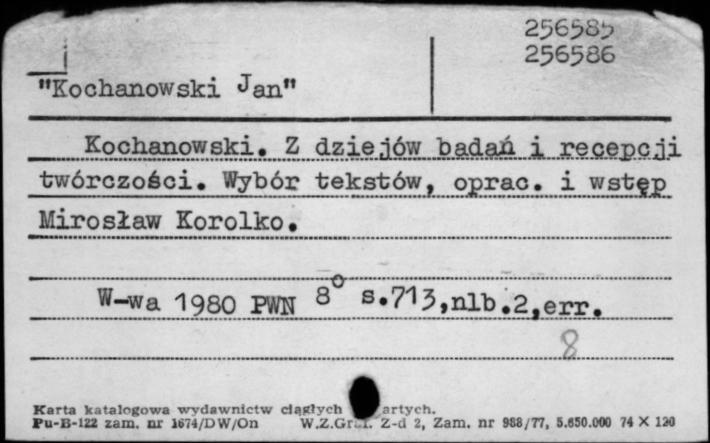 256585
256586
"Kochanowski Jan"
Kochanowski. Z dziejów badań i recepcji
twórczości. Wybór tekstów, oprac. i wstęp
Mirosław Korolko.
W-wa 1980 PWN 8° s.713,nlb.2,err.
8
Karta katalogowa wydawnictw ciągłych artych.
Pu-B-122 zam. nr 1674/DW/On W.Z.Graf. Z-d 2, Zam. nr 988/77, 5.650.000 74 X 120